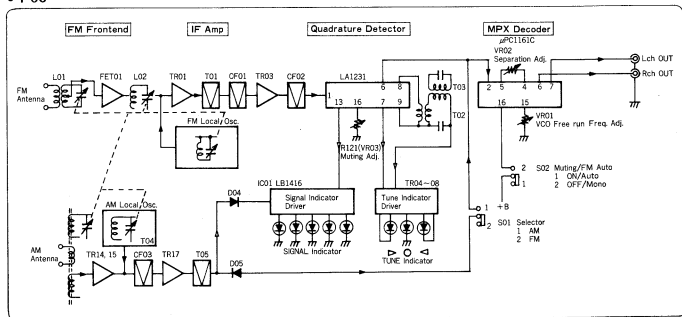 FM Frontend
IF Amp
Quadrature Detector
MPX Decoder
μPC1161C
VR02
Separation Adj.
L01
FET01
L02
TR01
T01
CF01
TR03
CF02
LA1231
FM
Antenna
1
6
8
13
16
7
9
T03
T02
2
5
4
6
7
16
15
Lch OUT
Rch OUT
VR01
VCO Free run Freq. Adj.
FM Local Osc.
R121(VR03)
Muting Adj.
2
1
S02 Muting/FM Auto
1 ON/Auto
2 OFF/Mono
IC01 LB1416
TR04~08
D04
Signal Indicator
Driver
Tune Indicator
Driver
AM Local Osc.
T04
+B
1
2
S01 Selector
1 AM
2 FM
AM
Antenna
TR14, 15
CF03
TR17
T05
D05
SIGNAL Indicator
TUNE Indicator